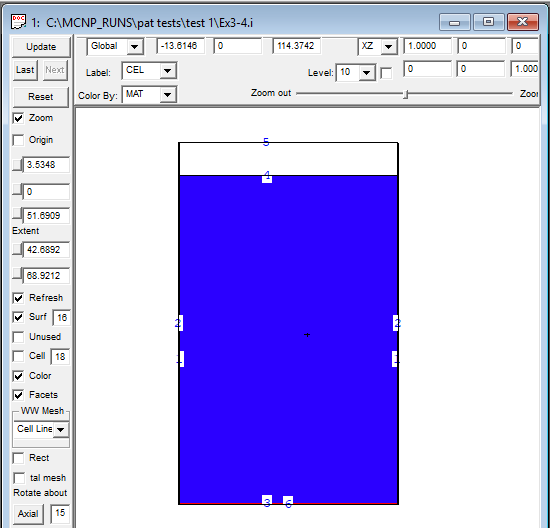 DOC
1: C:\MCNP_RUNS\pat tests\test 1\Ex3-4.i
Update
Global -13.6146 0 114.3742 XZ 1.0000 0 0
Last Next
Label: CEL Level: 10 0 0 1.000
Reset
Color By: MAT Zoom out Zoo
Zoom
Origin
3.5348
0
51.6909
Extent
42.6892
68.9212
Refresh
Surf 16
Unused
Cell 18
Color
Facets
WW Mesh
Cell Line
Rect
tal mesh
Rotate about
Axial 15
5
4
2 2
1 1
3 6